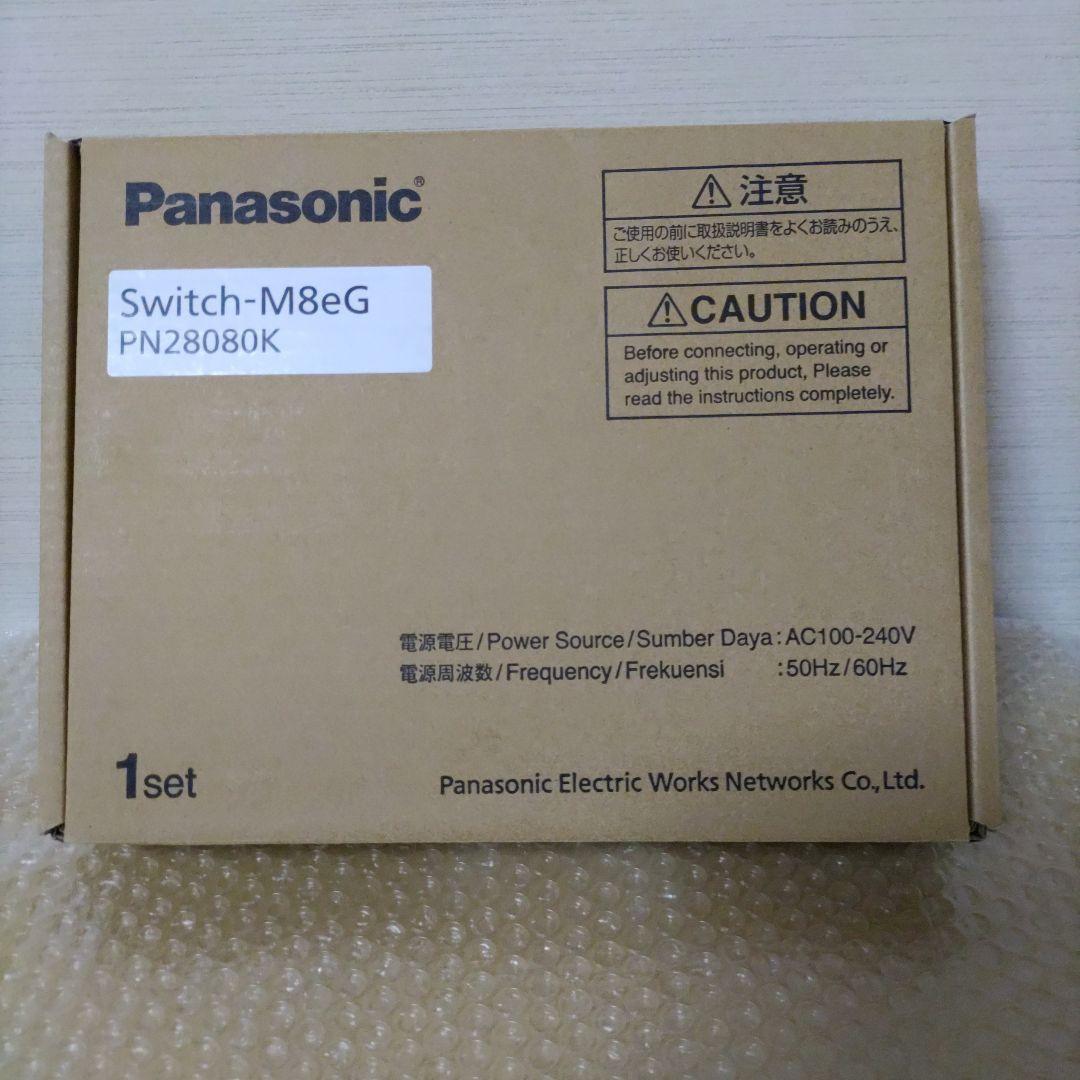 Panasonic®
Switch-M8eG
PN28080K
⚠注意
ご使用の前に取扱説明書をよくお読みのうえ、
正しくお使いください。
⚠CAUTION
Before connecting, operating or
adjusting this product, Please
read the instructions completely.
電源電圧/Power Source/Sumber Daya:AC100-240V
電源周波数/Frequency/Frekuensi :50Hz/60Hz
1set
Panasonic Electric Works Networks Co.,Ltd.